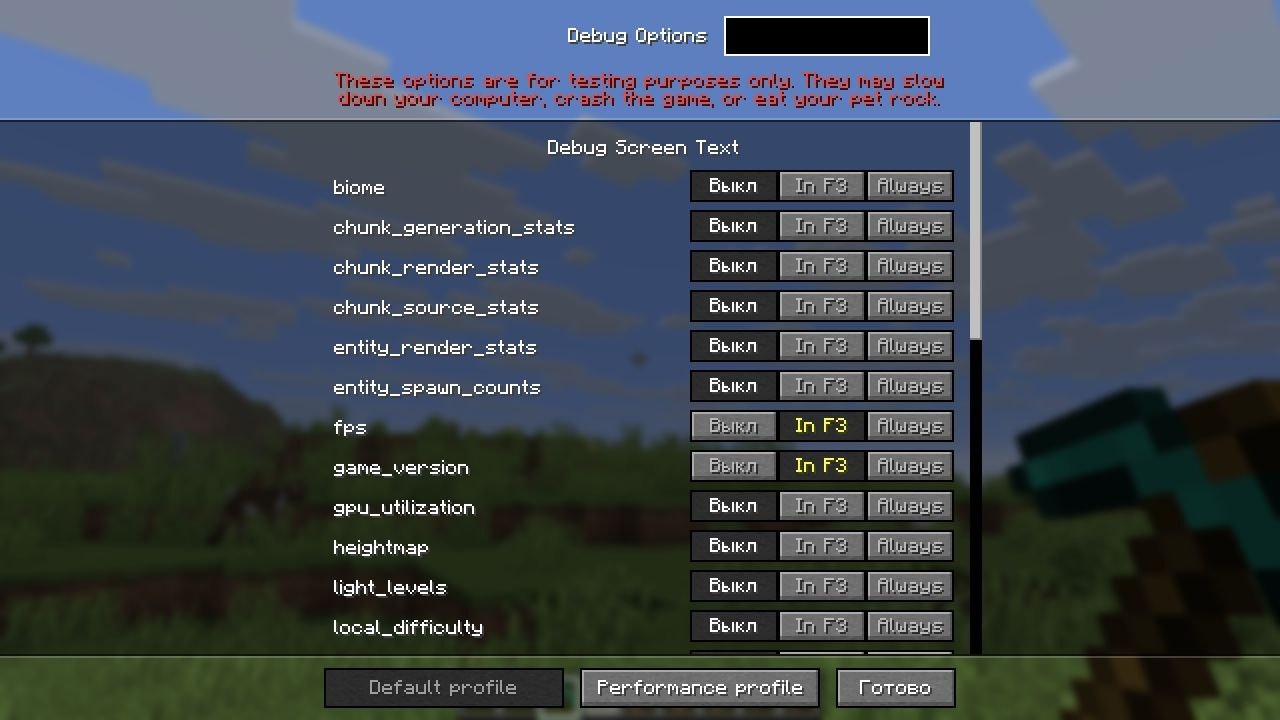 Debug Options
These options are for testing purposes only. They may slow
down your computer, crash the game, or eat your pet rock.
Debug Screen Text
biome Выкл In F3 Always
chunk_generation_stats Выкл In F3 Always
chunk_render_stats Выкл In F3 Always
chunk_source_stats Выкл In F3 Always
entity_render_stats Выкл In F3 Always
entity_spawn_counts Выкл In F3 Always
fps Выкл In F3 Always
game_version Выкл In F3 Always
gpu_utilization Выкл In F3 Always
heightmap Выкл In F3 Always
light_levels Выкл In F3 Always
local_difficulty Выкл In F3 Always
Default profile Performance profile Готово